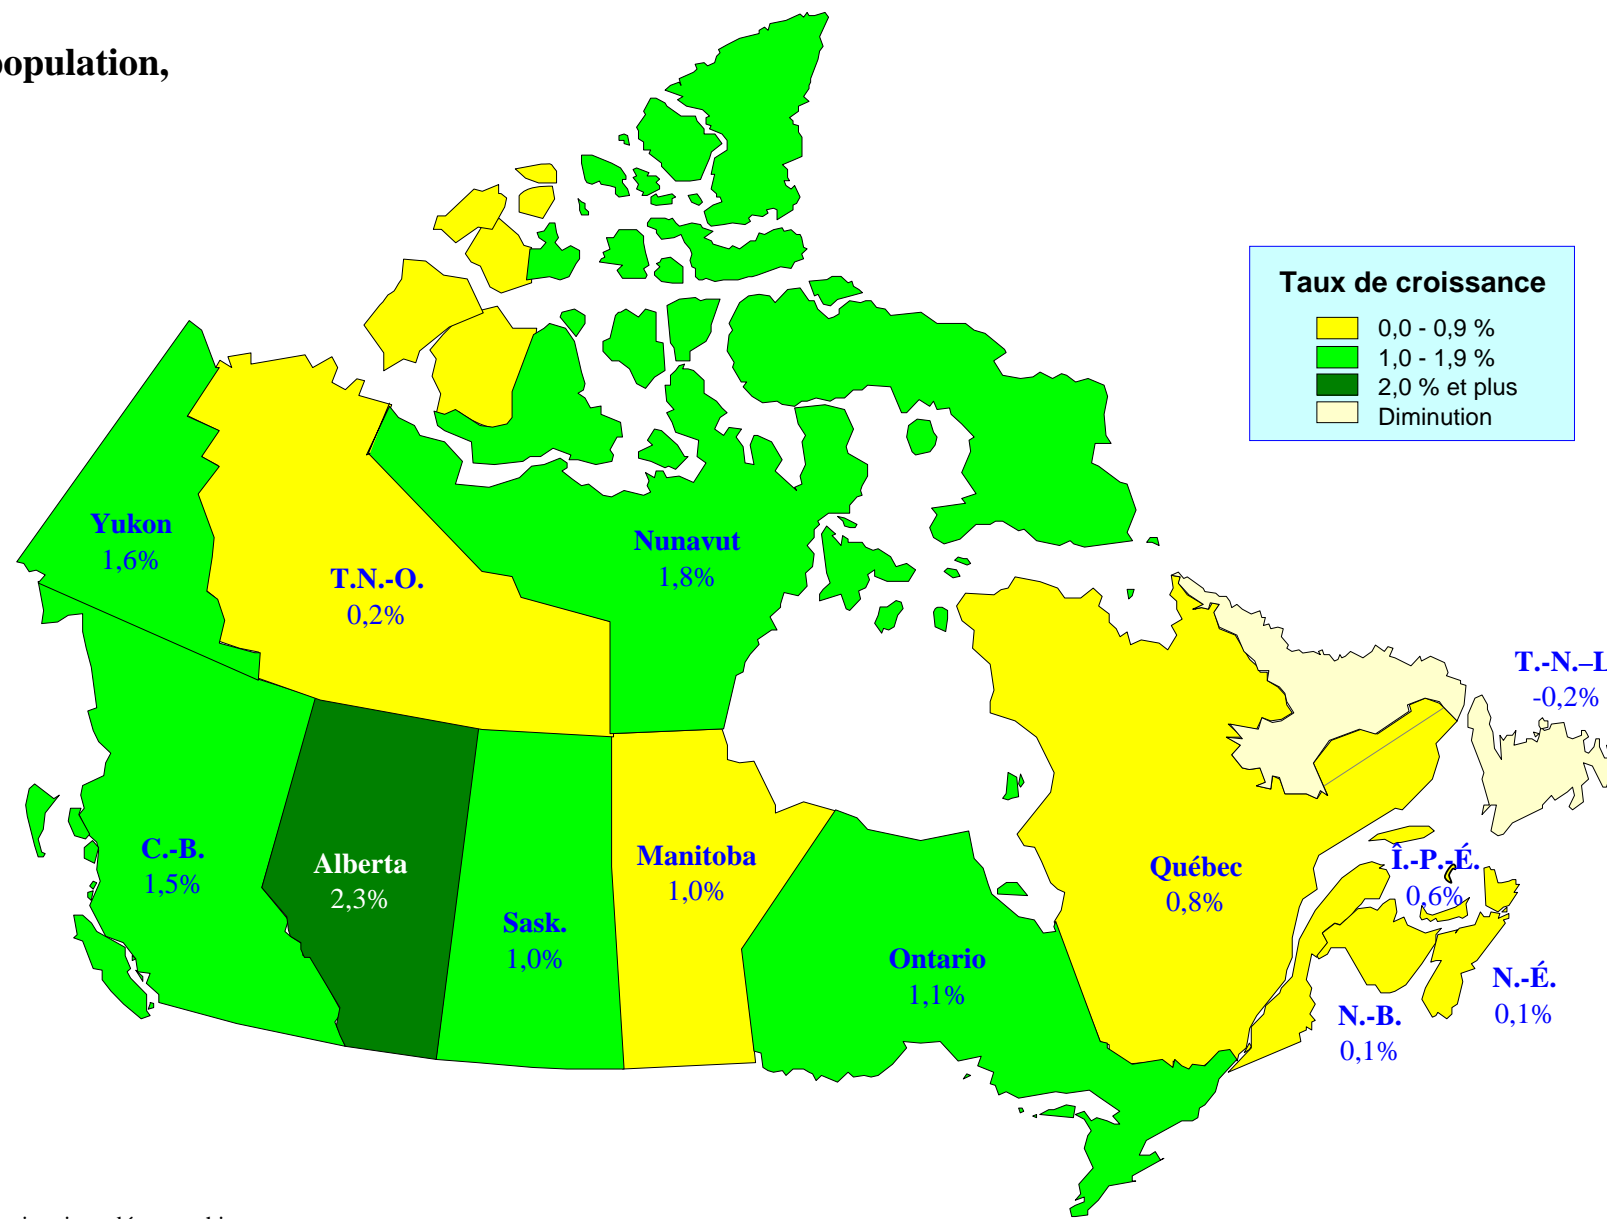 population,
Taux de croissance
0,0 - 0,9 %
1,0 - 1,9 %
2,0 % et plus
Diminution
Yukon
1,6%
T.N.-O.
0,2%
Nunavut
1,8%
T.-N.–L
-0,2%
C.-B.
1,5%
Alberta
2,3%
Sask.
1,0%
Manitoba
1,0%
Ontario
1,1%
Québec
0,8%
Î.-P.-É.
0,6%
N.-É.
0,1%
N.-B.
0,1%